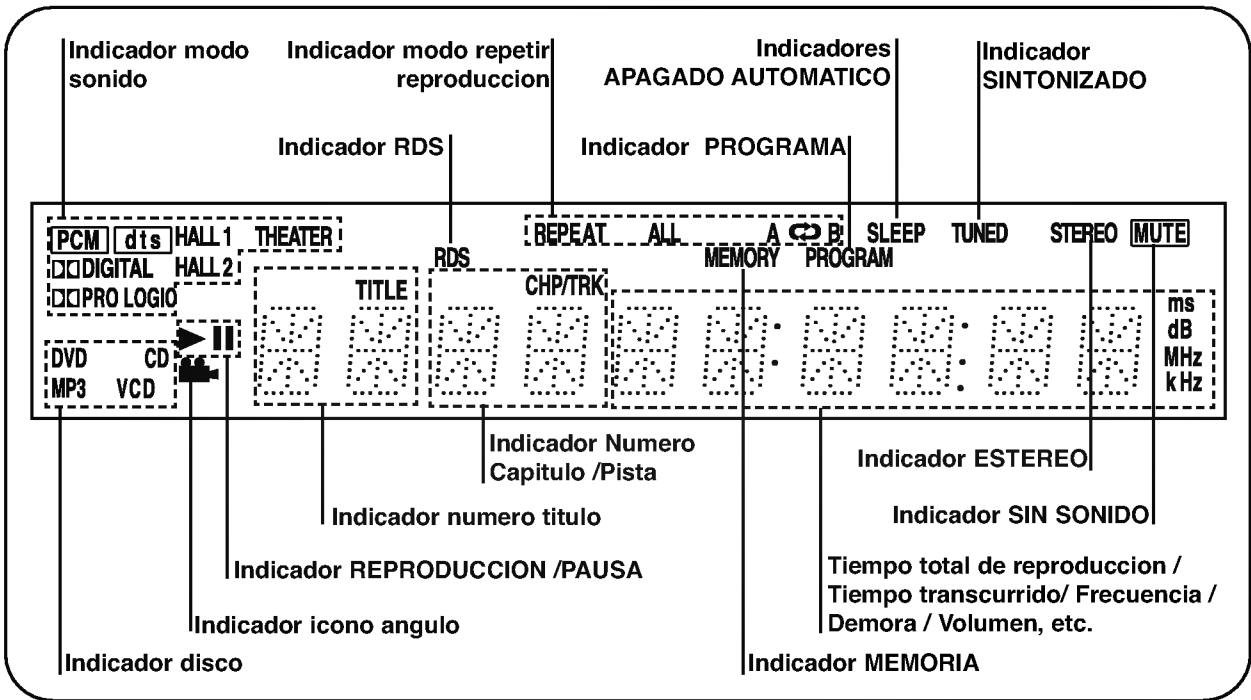 Indicador modo
sonido
Indicador modo repetir
reproduccion
Indicadores
APAGADO AUTOMATICO
Indicador
SINTONIZADO
Indicador RDS
Indicador PROGRAMA
PCM dts HALL 1 THEATER
DIGITAL HALL 2
PRO LOGIC
RDS
REPEAT ALL A B SLEEP TUNED STEREO MUTE
MEMORY PROGRAM
TITLE
CHP/TRK
ms
dB
MHz
kHz
DVD CD
MP3 VCD
Indicador Numero
Capitulo /Pista
Indicador ESTEREO
Indicador numero titulo
Indicador SIN SONIDO
Indicador REPRODUCCION /PAUSA
Tiempo total de reproduccion /
Tiempo transcurrido/ Frecuencia /
Demora / Volumen, etc.
Indicador icono angulo
Indicador disco
Indicador MEMORIA